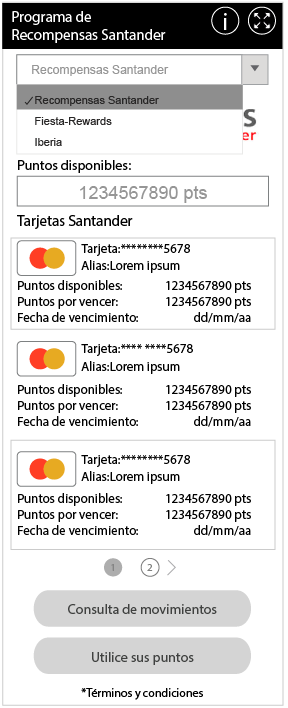 Programa de
Recompensas Santander
i
Recompensas Santander
✓Recompensas Santander
Fiesta-Rewards
Iberia
Puntos disponibles:
1234567890 pts
Tarjetas Santander
Tarjeta:********5678
Alias:Lorem ipsum
Puntos disponibles: 1234567890 pts
Puntos por vencer: 1234567890 pts
Fecha de vencimiento: dd/mm/aa
Tarjeta:**** ****5678
Alias:Lorem ipsum
Puntos disponibles: 1234567890 pts
Puntos por vencer: 1234567890 pts
Fecha de vencimiento: dd/mm/aa
Tarjeta:********5678
Alias:Lorem ipsum
Puntos disponibles: 1234567890 pts
Puntos por vencer: 1234567890 pts
Fecha de vencimiento: dd/mm/aa
1 2
Consulta de movimientos
Utilice sus puntos
*Términos y condiciones